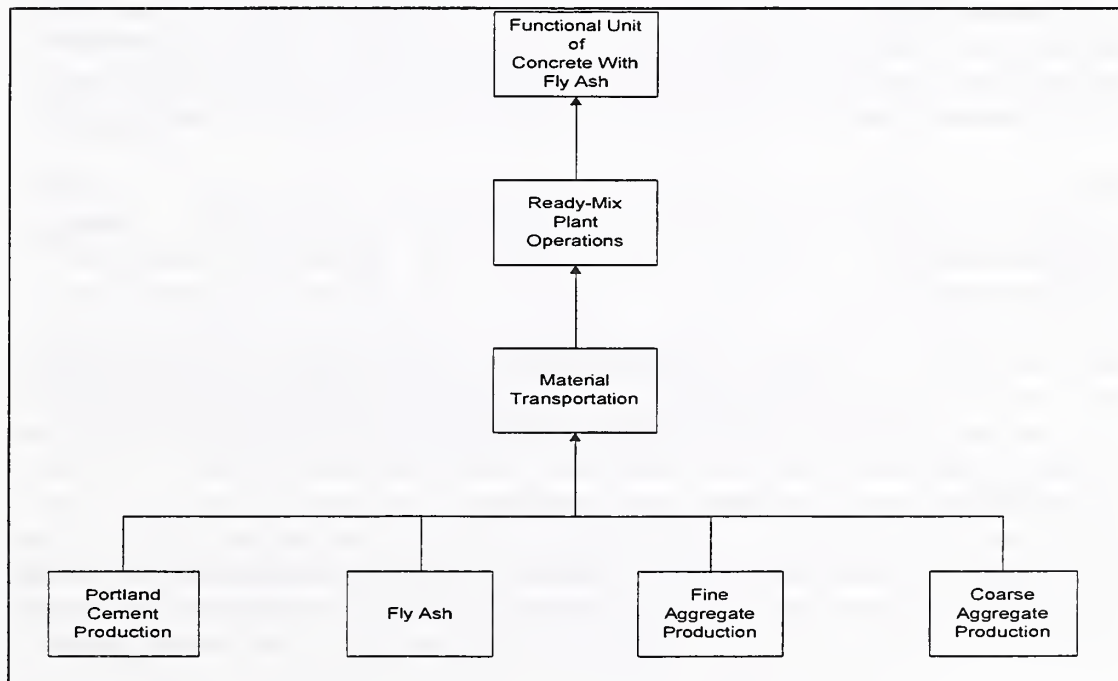 Functional Unit
of
Concrete With
Fly Ash
Ready-Mix
Plant
Operations
Material
Transportation
Portland
Cement
Production
Fly Ash
Fine
Aggregate
Production
Coarse
Aggregate
Production